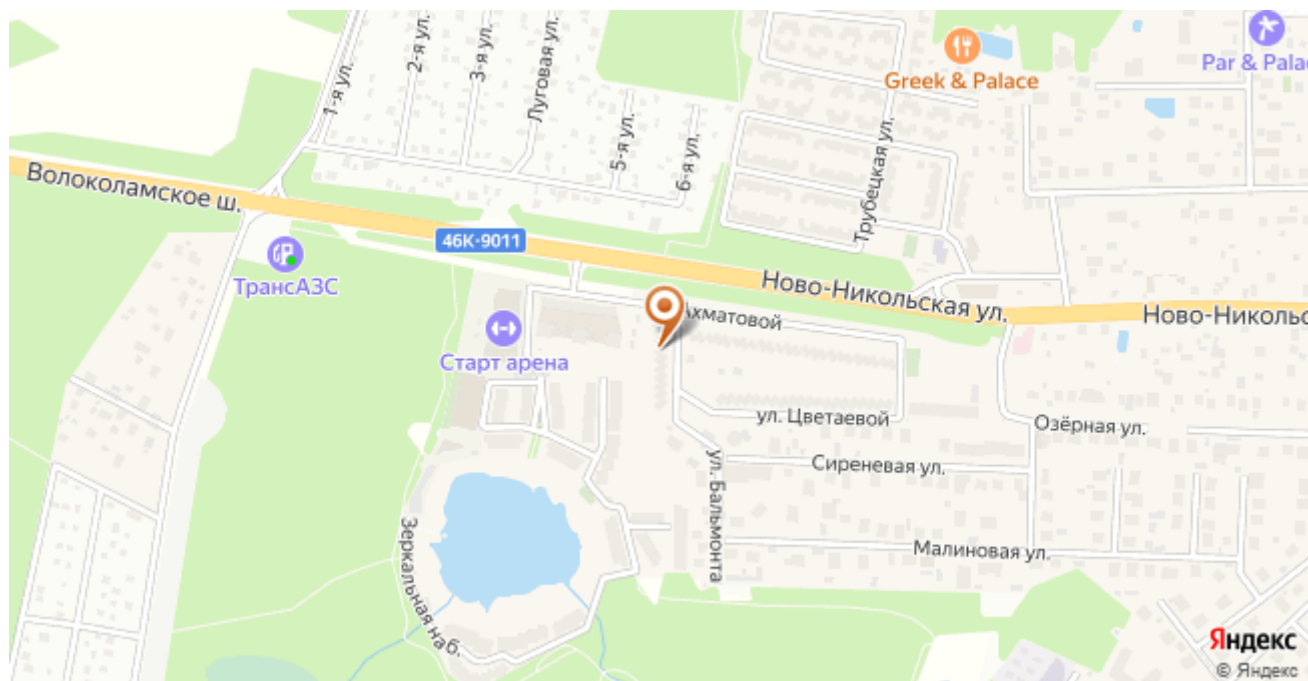 1-я ул.
2-я ул.
3-я ул.
Луговая ул.
5-я ул.
6-я ул.
Greek & Palace
Par & Pala
Трубецкая ул.
Волоколамское ш.
46К-9011
ТрансАЗС
Ново-Никольская ул.
Ново-Никольс
Ахматовой
Старт арена
ул. Цветаевой
Озёрная ул.
Сиреневая ул.
ул. Бальмонта
Малиновая ул.
Зеркальная наб.
Яндекс
© Яндекс